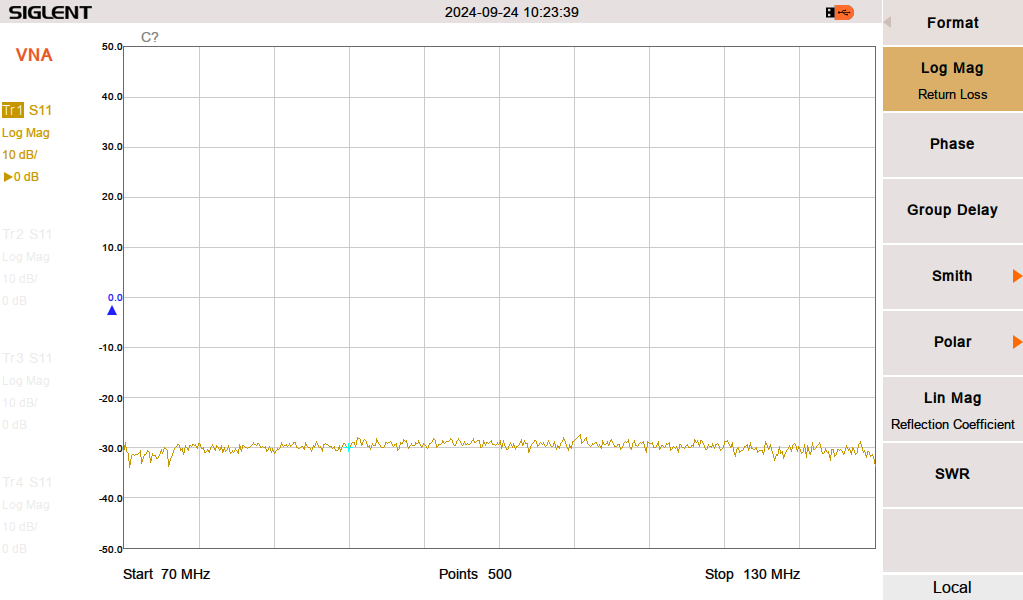 SIGLENT
2024-09-24 10:23:39
Format
VNA
C?
50.0
40.0
30.0
20.0
10.0
0.0
-10.0
-20.0
-30.0
-40.0
-50.0
Tr1 S11
Log Mag
10 dB/
0 dB
Tr2 S11
Log Mag
10 dB/
0 dB
Tr3 S11
Log Mag
10 dB/
0 dB
Tr4 S11
Log Mag
10 dB/
0 dB
Start 70 MHz
Points 500
Stop 130 MHz
Log Mag
Return Loss
Phase
Group Delay
Smith
Polar
Lin Mag
Reflection Coefficient
SWR
Local